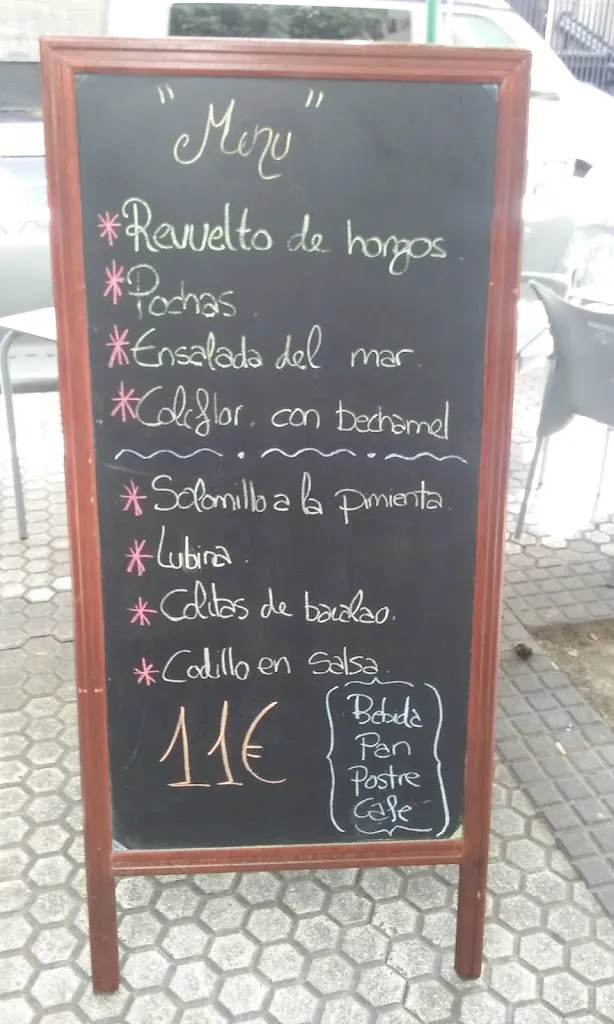 "Menu"
* Revuelto de hongos
* Pochas
* Ensalada del mar.
* Coliflor. con bechamel
* Solomillo a la pimienta
* Lubina.
* Colitas de bacalao.
* Codillo en salsa
11€
Bebida
Pan
Postre
Cafe